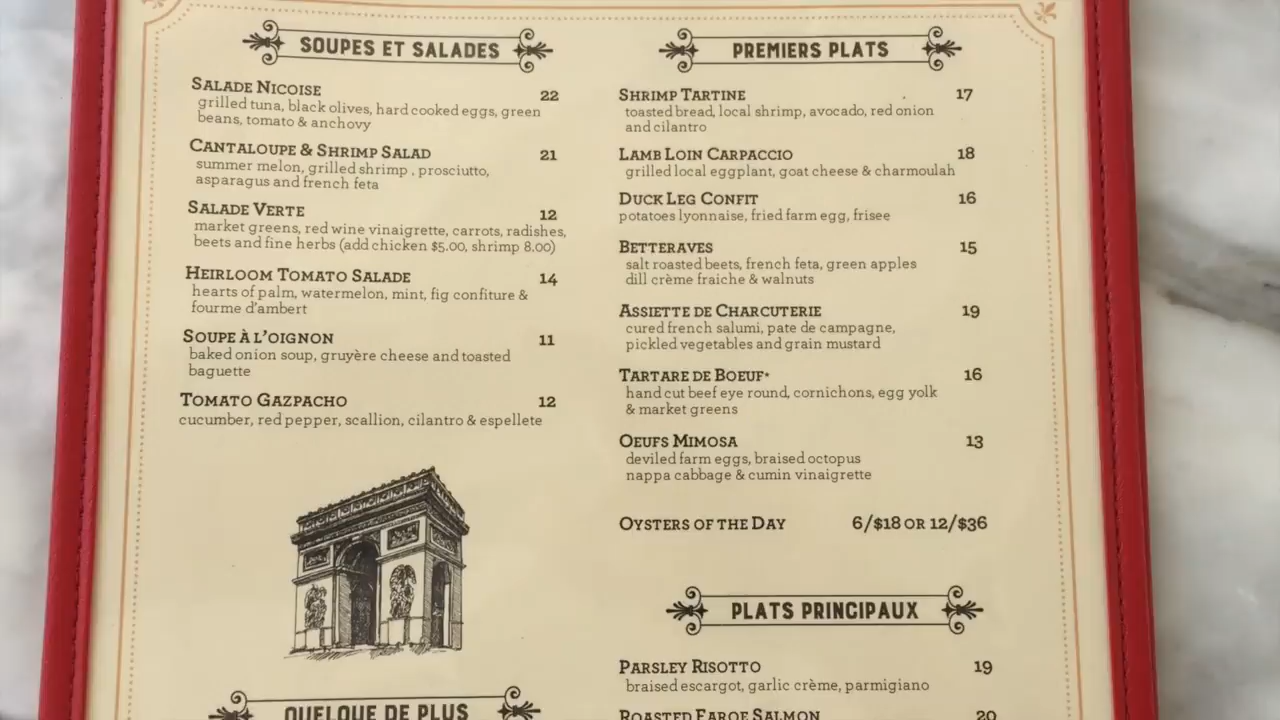 SOUPES ET SALADES
SALADE NICOISE 22
grilled tuna, black olives, hard cooked eggs, green
beans, tomato & anchovy
CANTALOUPE & SHRIMP SALAD 21
summer melon, grilled shrimp , prosciutto,
asparagus and french feta
SALADE VERTE 12
market greens, red wine vinaigrette, carrots, radishes,
beets and fine herbs (add chicken $5.00, shrimp 8.00)
HEIRLOOM TOMATO SALADE 14
hearts of palm, watermelon, mint, fig confiture &
fourme d'ambert
SOUPE À L'OIGNON 11
baked onion soup, gruyère cheese and toasted
baguette
TOMATO GAZPACHO 12
cucumber, red pepper, scallion, cilantro & espellete
QUELQUE DE PLUS
PREMIERS PLATS
SHRIMP TARTINE 17
toasted bread, local shrimp, avocado, red onion
and cilantro
LAMB LOIN CARPACCIO 18
grilled local eggplant, goat cheese & charmoulah
DUCK LEG CONFIT 16
potatoes lyonnaise, fried farm egg, frisee
BETTERAVES 15
salt roasted beets, french feta, green apples
dill crème fraiche & walnuts
ASSIETTE DE CHARCUTERIE 19
cured french salumi, pate de campagne,
pickled vegetables and grain mustard
TARTARE DE BOEUF* 16
hand cut beef eye round, cornichons, egg yolk
& market greens
OEUFS MIMOSA 13
deviled farm eggs, braised octopus
nappa cabbage & cumin vinaigrette
OYSTERS OF THE DAY 6/$18 OR 12/$36
PLATS PRINCIPAUX
PARSLEY RISOTTO 19
braised escargot, garlic crème, parmigiano
ROASTED FAROE SALMON 20